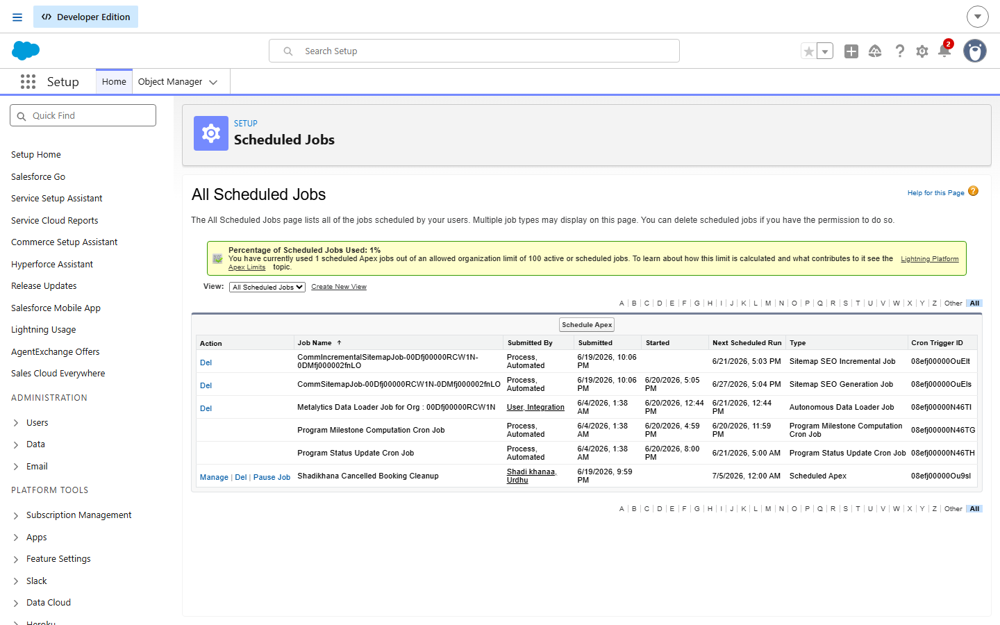 Developer Edition
Search Setup
2
Setup
Home
Object Manager
Quick Find
Setup Home
Salesforce Go
Service Setup Assistant
Service Cloud Reports
Commerce Setup Assistant
Hyperforce Assistant
Release Updates
Salesforce Mobile App
Lightning Usage
AgentExchange Offers
Sales Cloud Everywhere
ADMINISTRATION
Users
Data
Email
PLATFORM TOOLS
Subscription Management
Apps
Feature Settings
Slack
Data Cloud
Heroku
SETUP
Scheduled Jobs
All Scheduled Jobs
Help for this Page ?
The All Scheduled Jobs page lists all of the jobs scheduled by your users. Multiple job types may display on this page. You can delete scheduled jobs if you have the permission to do so.
Percentage of Scheduled Jobs Used: 1%
You have currently used 1 scheduled Apex jobs out of an allowed organization limit of 100 active or scheduled jobs. To learn about how this limit is calculated and what contributes to it see the Lightning Platform
Apex Limits topic.
View: All Scheduled Jobs Create New View
A | B | C | D | E | F | G | H | I | J | K | L | M | N | O | P | Q | R | S | T | U | V | W | X | Y | Z | Other All
Schedule Apex
Action Job Name ↑ Submitted By Submitted Started Next Scheduled Run Type Cron Trigger ID
Del CommIncrementalSitemapJob-00Dfj00000RCW1N-
0DMfj000002fnLO Process,
Automated 6/19/2026, 10:06
PM 6/21/2026, 5:03 PM Sitemap SEO Incremental Job 08efj00000OuElt
Del CommSitemapJob-00Dfj00000RCW1N-0DMfj000002fnLO Process,
Automated 6/19/2026, 10:06
PM 6/20/2026, 5:05
PM 6/27/2026, 5:04 PM Sitemap SEO Generation Job 08efj00000OuEls
Del Metalytics Data Loader Job for Org : 00Dfj00000RCW1N User, Integration 6/4/2026, 1:38
AM 6/20/2026, 12:44
PM 6/21/2026, 12:44
PM Autonomous Data Loader Job 08efj00000N46TI
Program Milestone Computation Cron Job Process,
Automated 6/4/2026, 1:38
AM 6/20/2026, 4:59
PM 6/20/2026, 11:59
PM Program Milestone Computation
Cron Job 08efj00000N46TG
Program Status Update Cron Job Process,
Automated 6/4/2026, 1:38
AM 6/20/2026, 8:00
PM 6/21/2026, 5:00 AM Program Status Update Cron Job 08efj00000N46TH
Manage | Del | Pause Job Shadikhana Cancelled Booking Cleanup Shadi khanaa,
Urdhu 6/19/2026, 9:59
PM 7/5/2026, 12:00 AM Scheduled Apex 08efj00000Ou9sl
A | B | C | D | E | F | G | H | I | J | K | L | M | N | O | P | Q | R | S | T | U | V | W | X | Y | Z | Other All